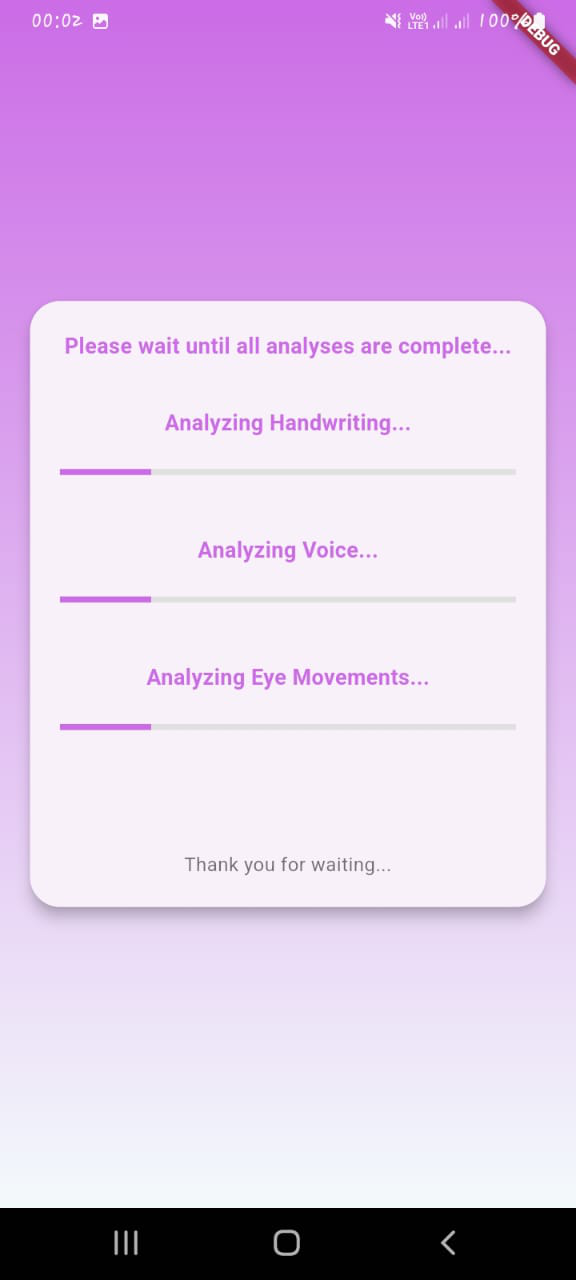 00:02
Vo) LTE1 100%
DEBUG
Please wait until all analyses are complete...
Analyzing Handwriting...
Analyzing Voice...
Analyzing Eye Movements...
Thank you for waiting...